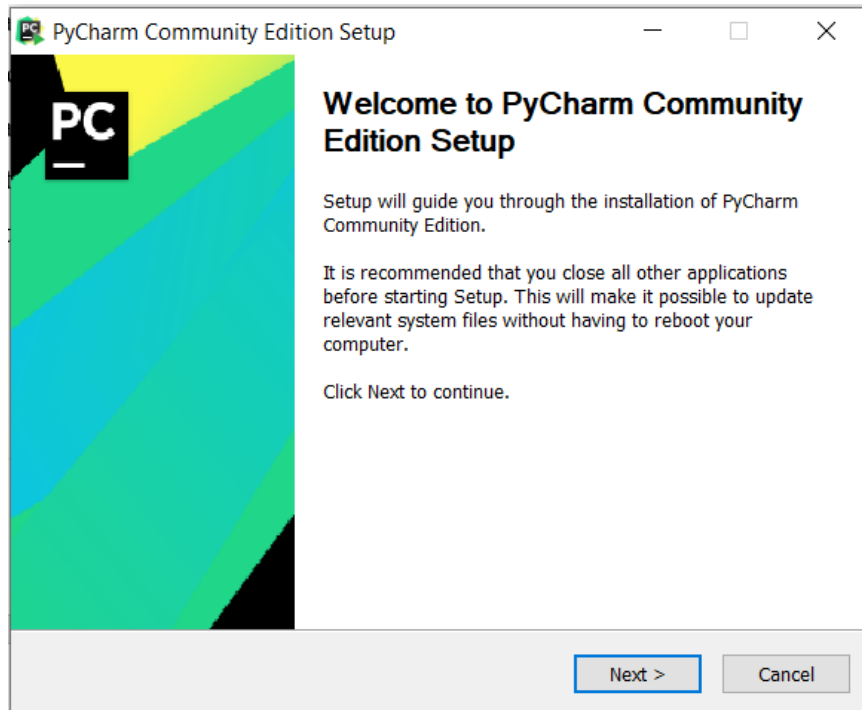 PyCharm Community Edition Setup
PC
Welcome to PyCharm Community
Edition Setup
Setup will guide you through the installation of PyCharm
Community Edition.
It is recommended that you close all other applications
before starting Setup. This will make it possible to update
relevant system files without having to reboot your
computer.
Click Next to continue.
Next >
Cancel